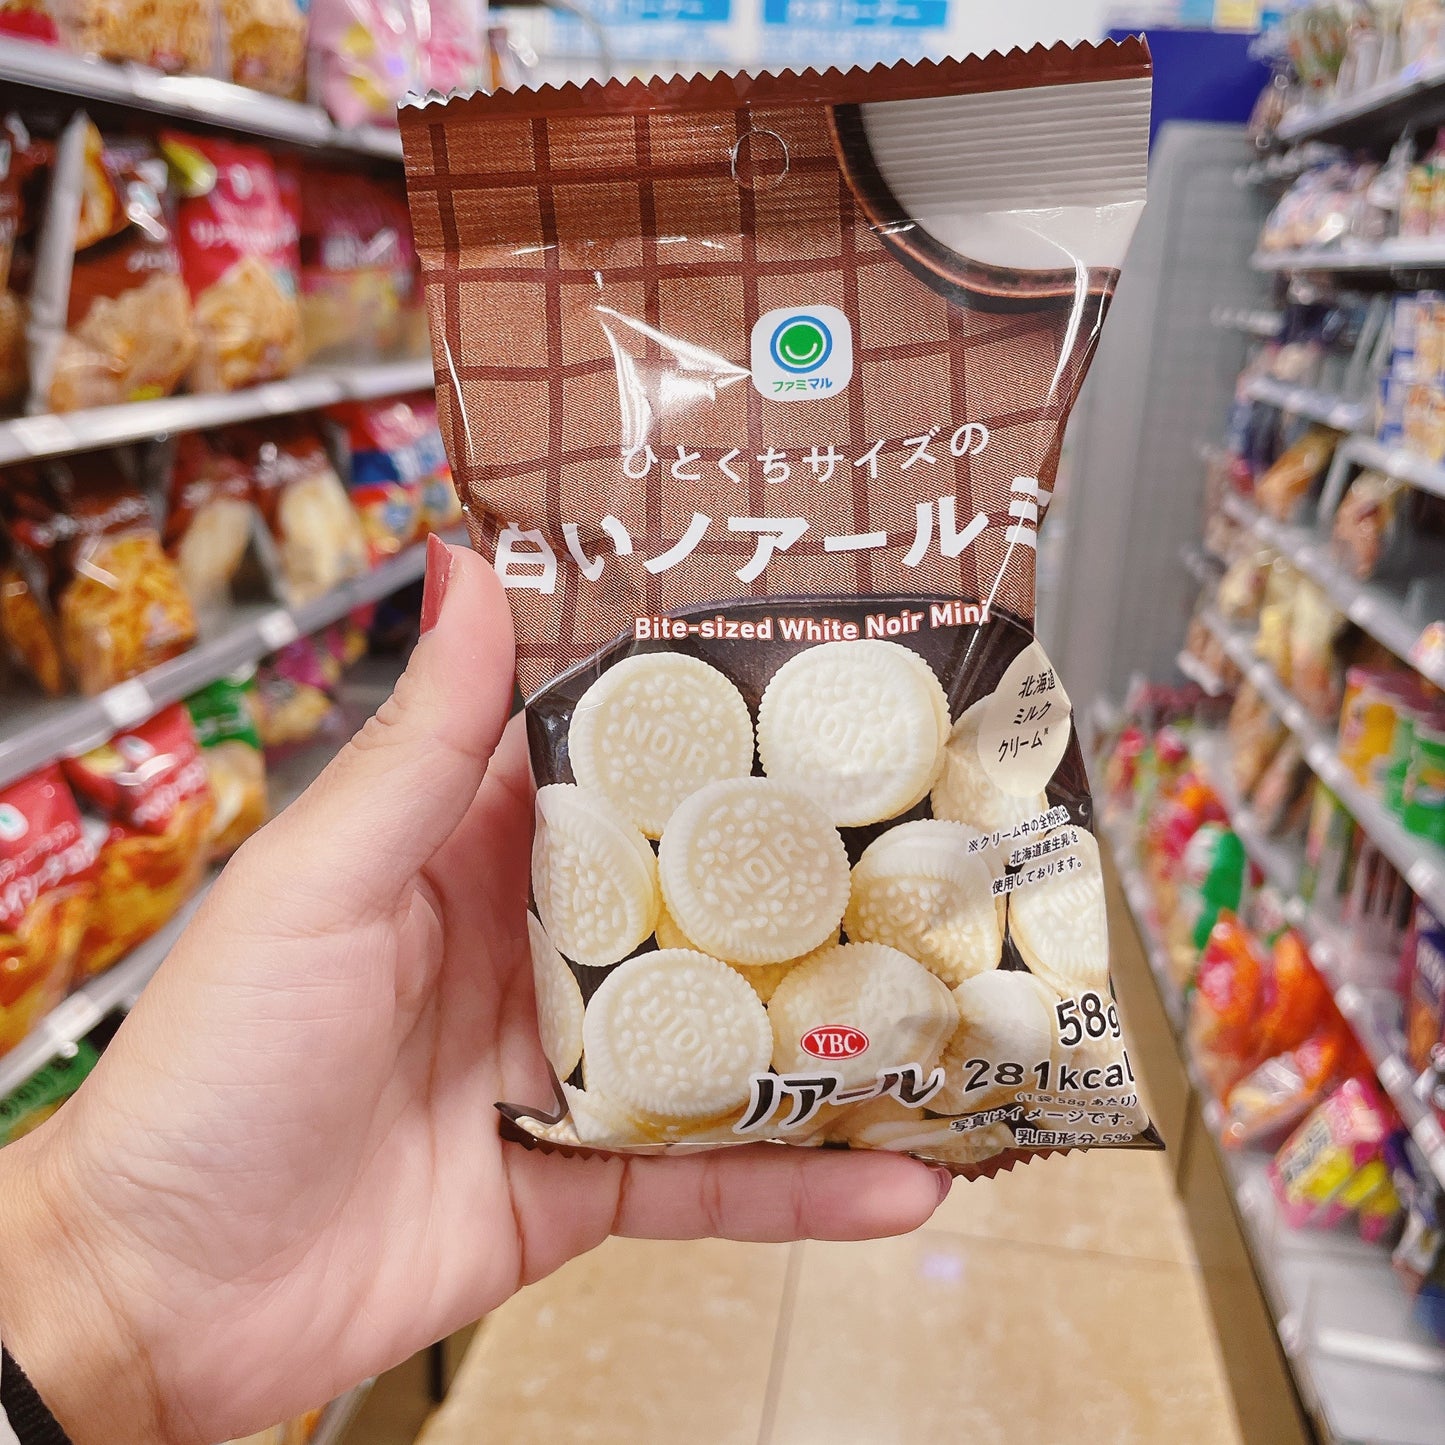 ファミマル
ひとくちサイズの
白いノアールミ
Bite-sized White Noir Mini
北海道
ミルク
クリーム※
※クリーム中の全粉乳は
北海道産生乳を
使用しております。
NOIR
NOIR
NOIR
NOIR
58g
YBC
ノアール
281kcal
(1袋 58g あたり)
写真はイメージです。
乳固形分 5%